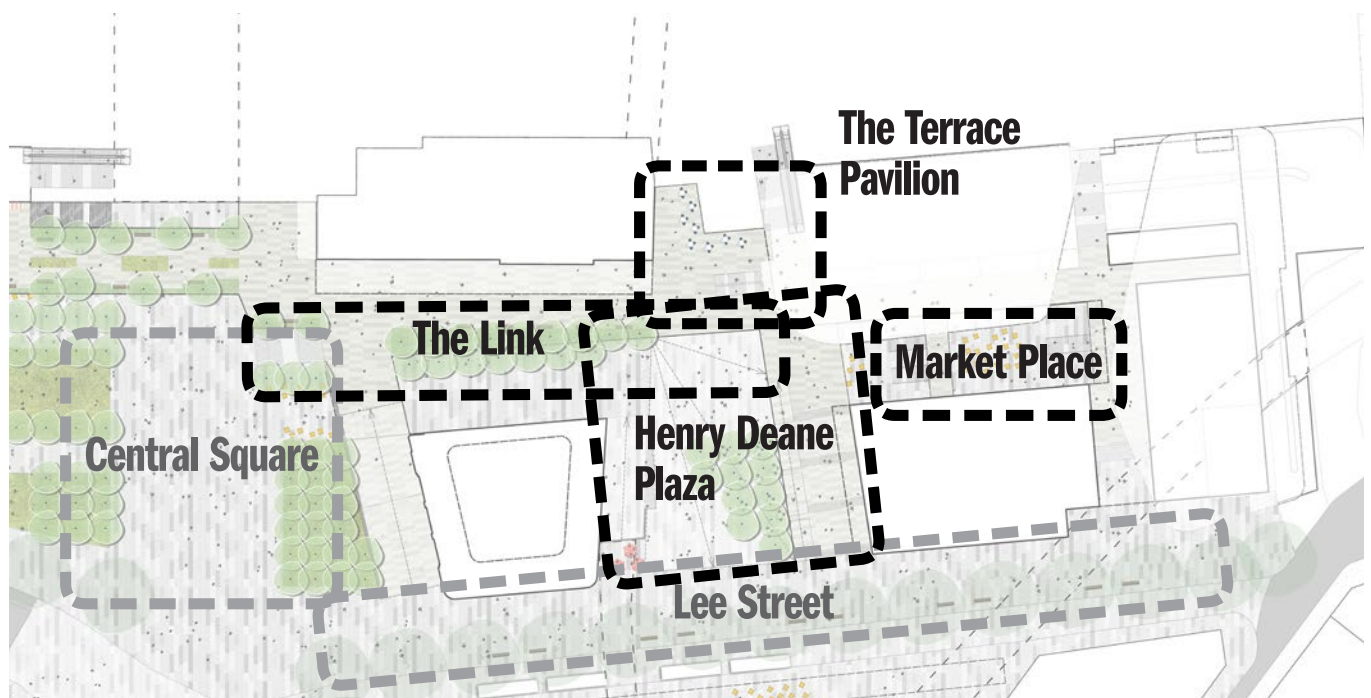 The Terrace
Pavilion
The Link
Market Place
Central Square
Henry Deane
Plaza
Lee Street